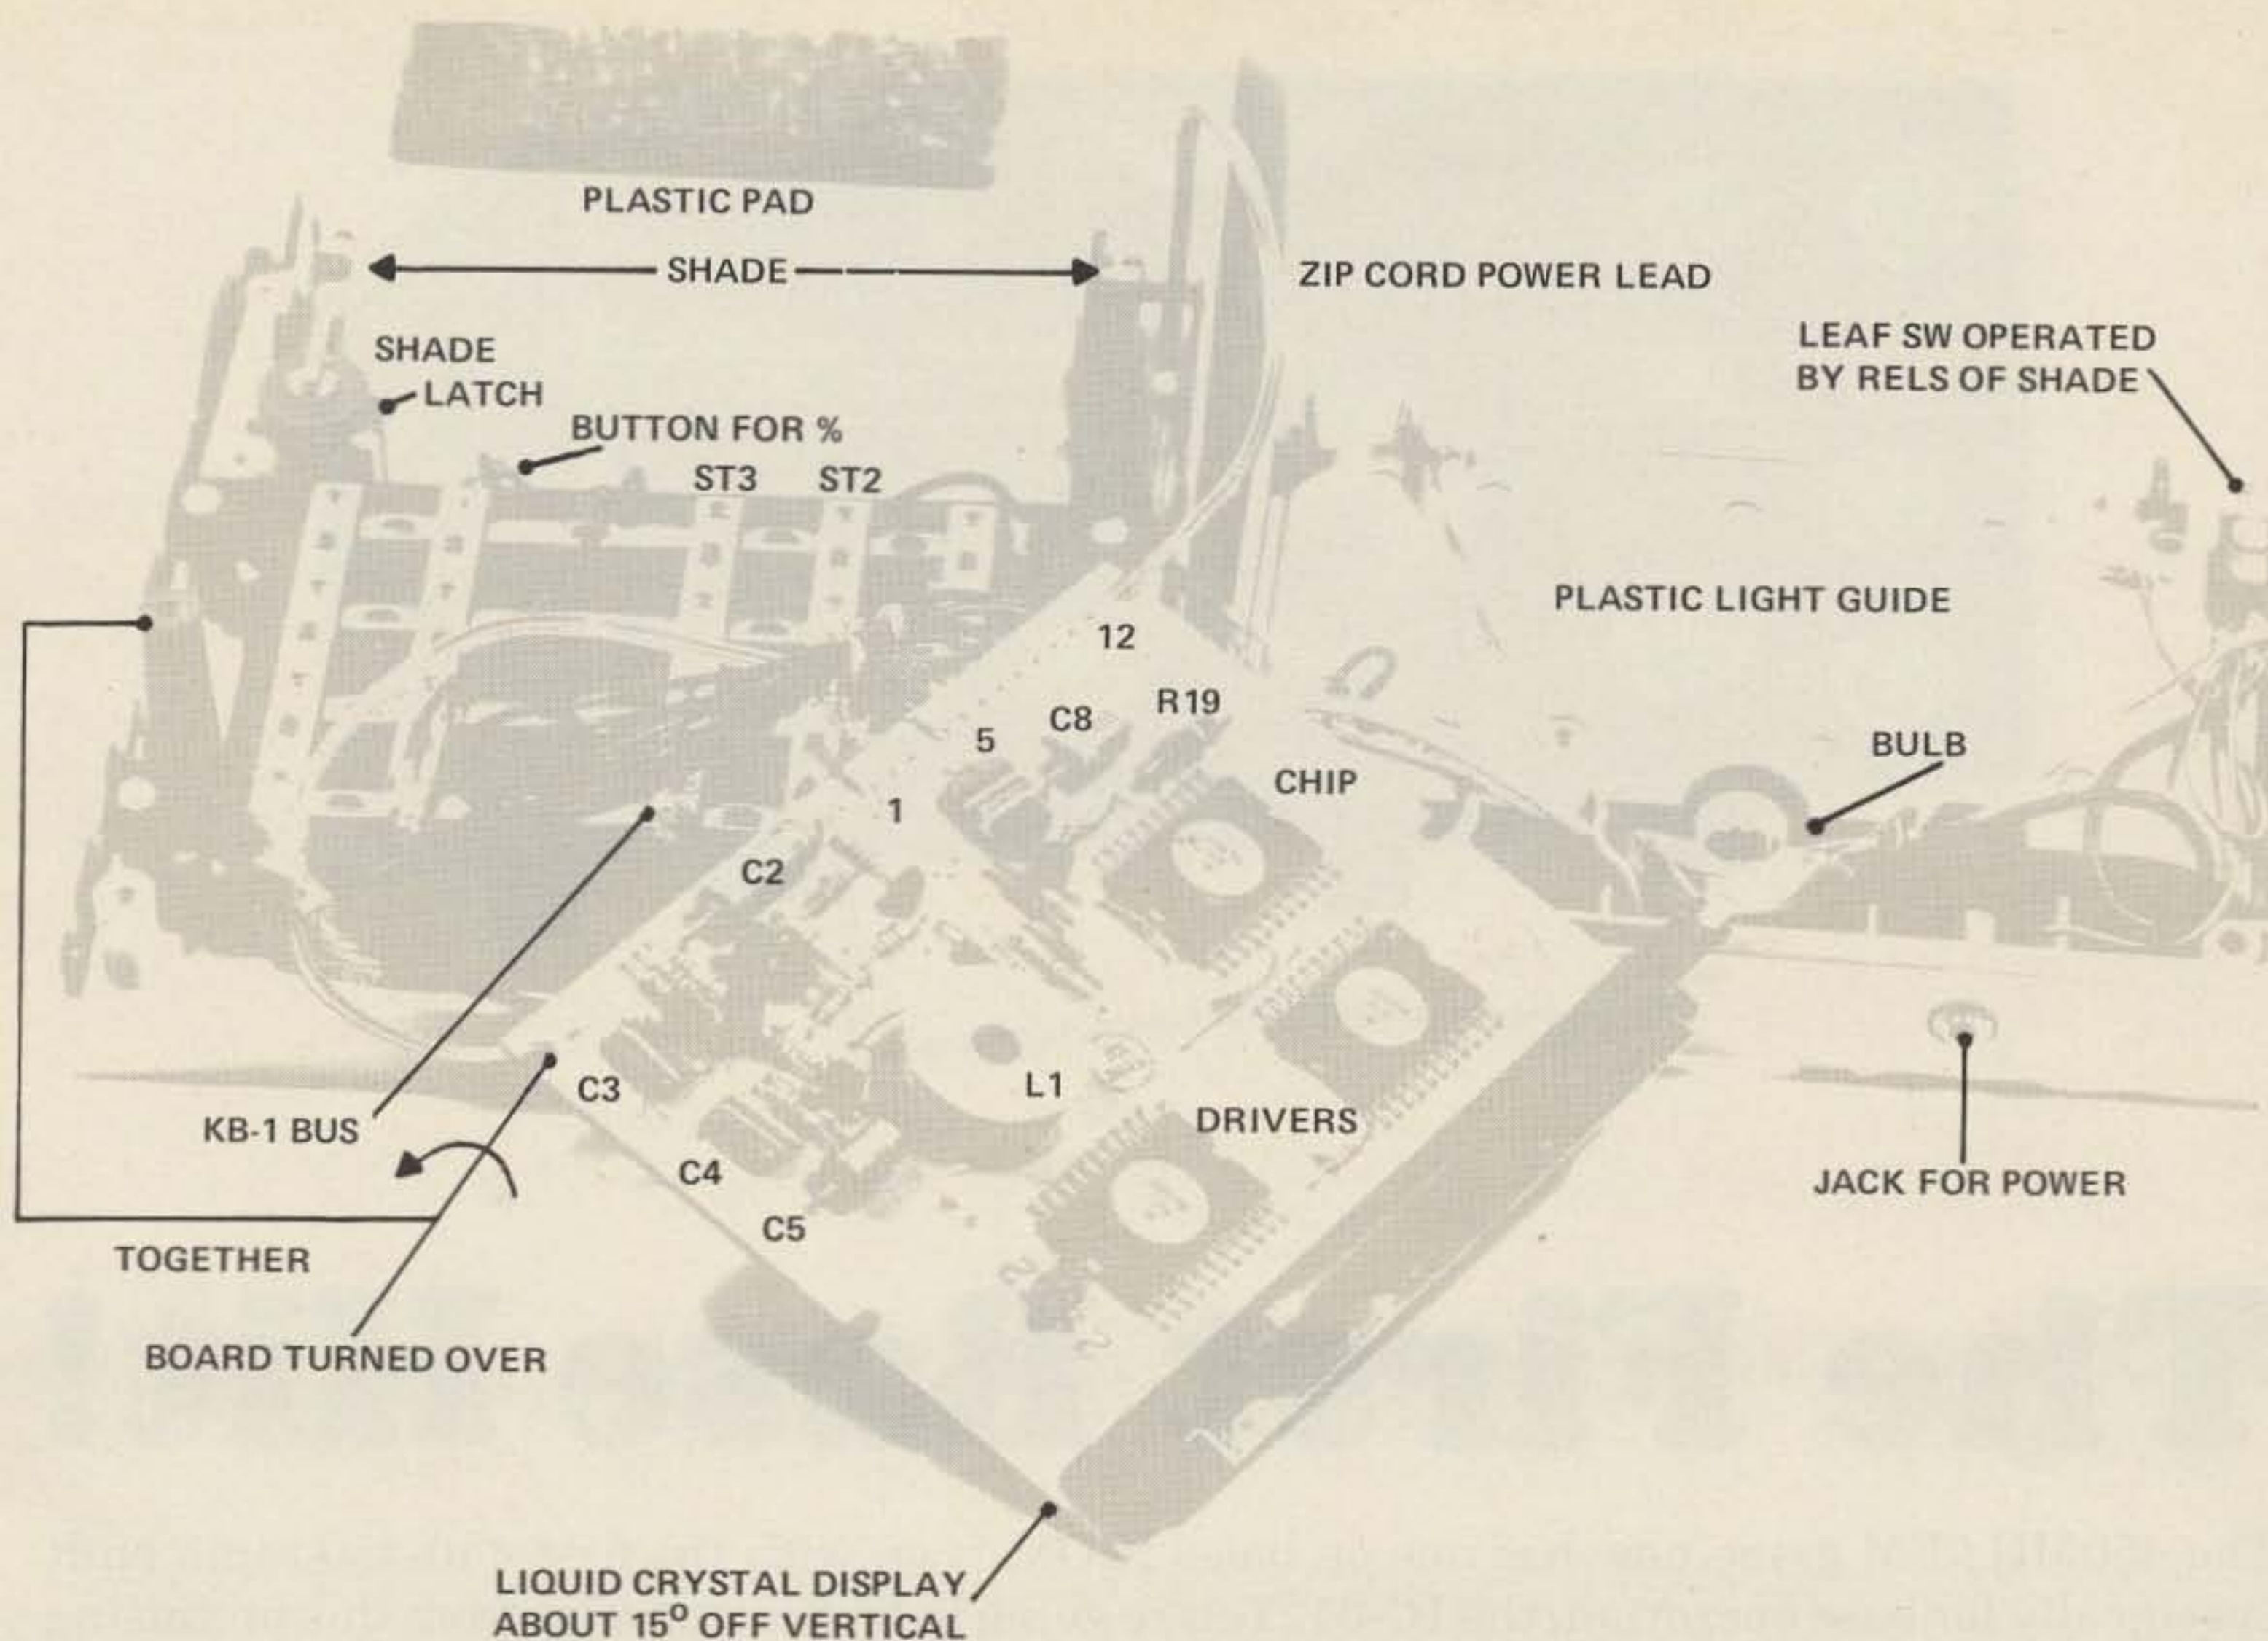 PLASTIC PAD
SHADE
ZIP CORD POWER LEAD
SHADE
LATCH
LEAF SW OPERATED
BY RELS OF SHADE
BUTTON FOR %
ST3
ST2
PLASTIC LIGHT GUIDE
12
R19
C8
5
BULB
CHIP
1
C2
C3
L1
DRIVERS
KB-1 BUS
C4
JACK FOR POWER
C5
TOGETHER
BOARD TURNED OVER
LIQUID CRYSTAL DISPLAY
ABOUT 15⁰ OFF VERTICAL